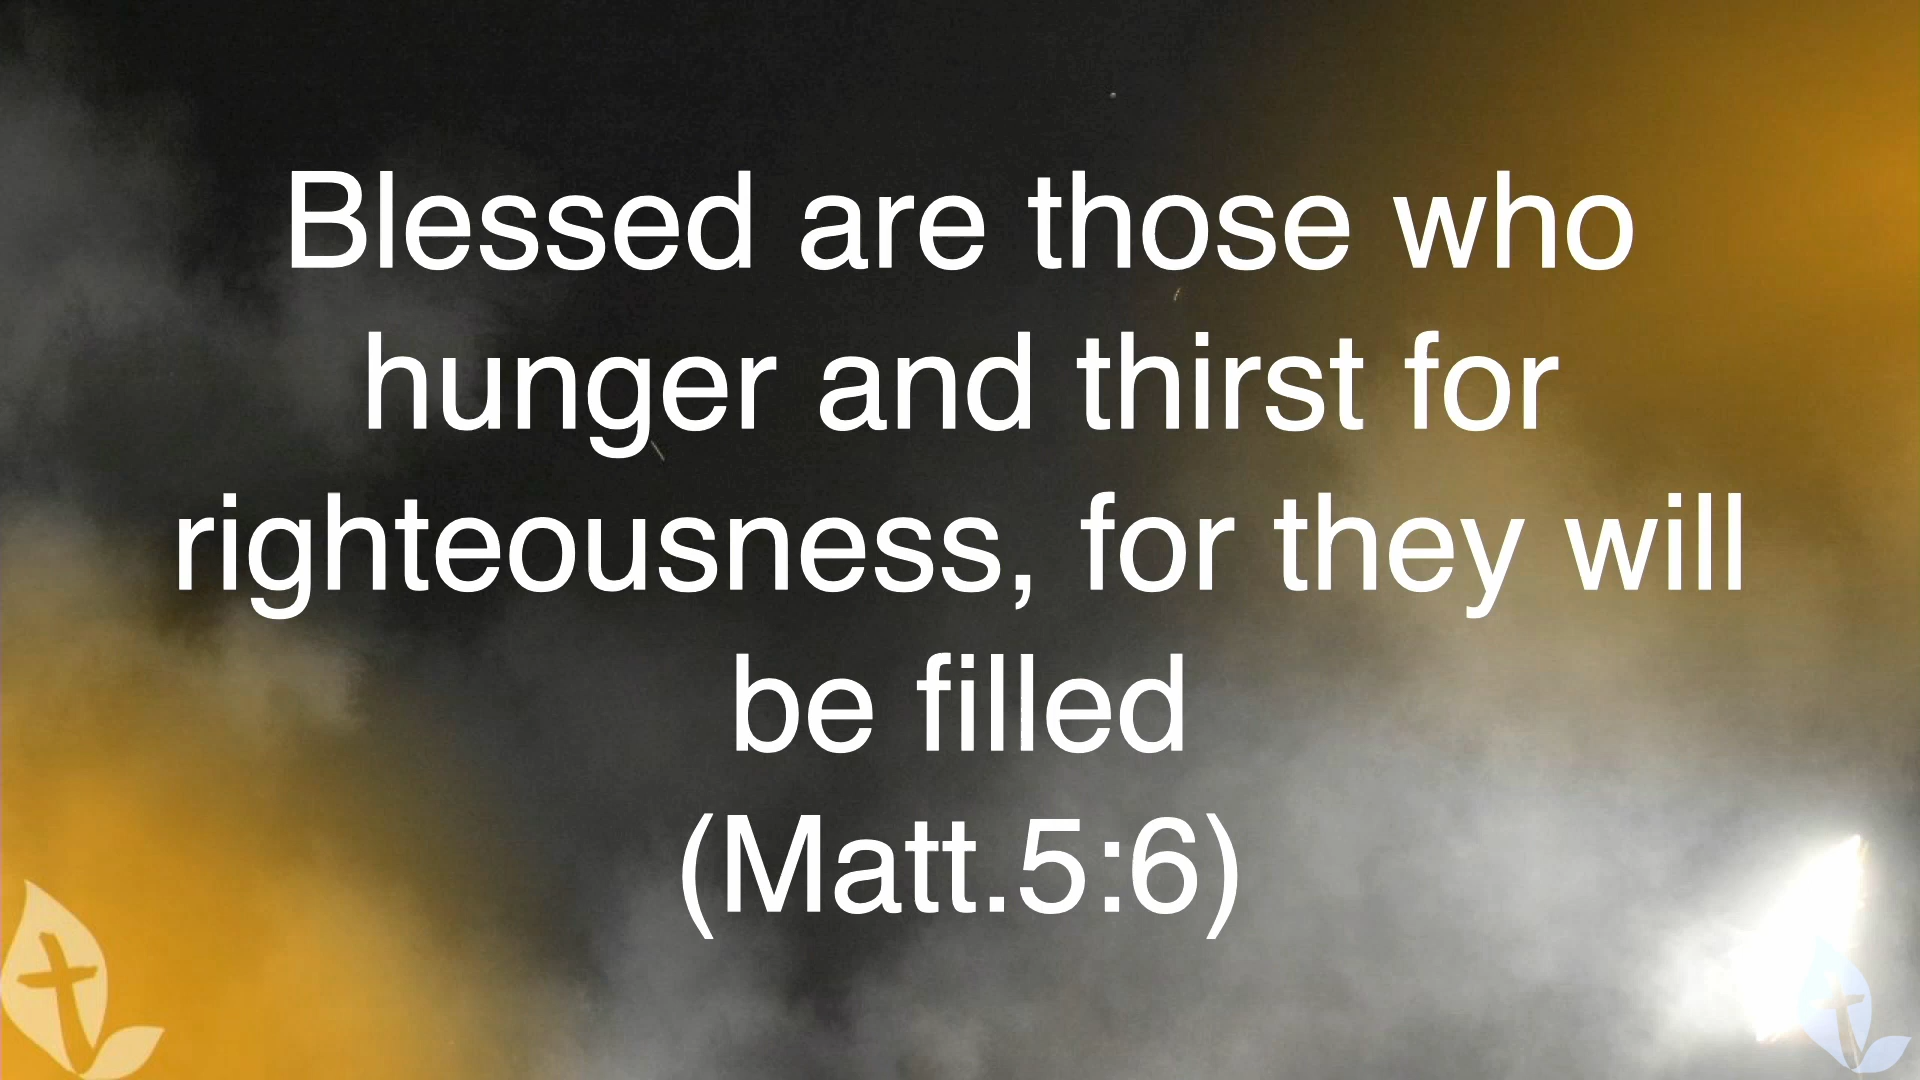 Blessed are those who
hunger and thirst for
righteousness, for they will
be filled
(Matt.5:6)